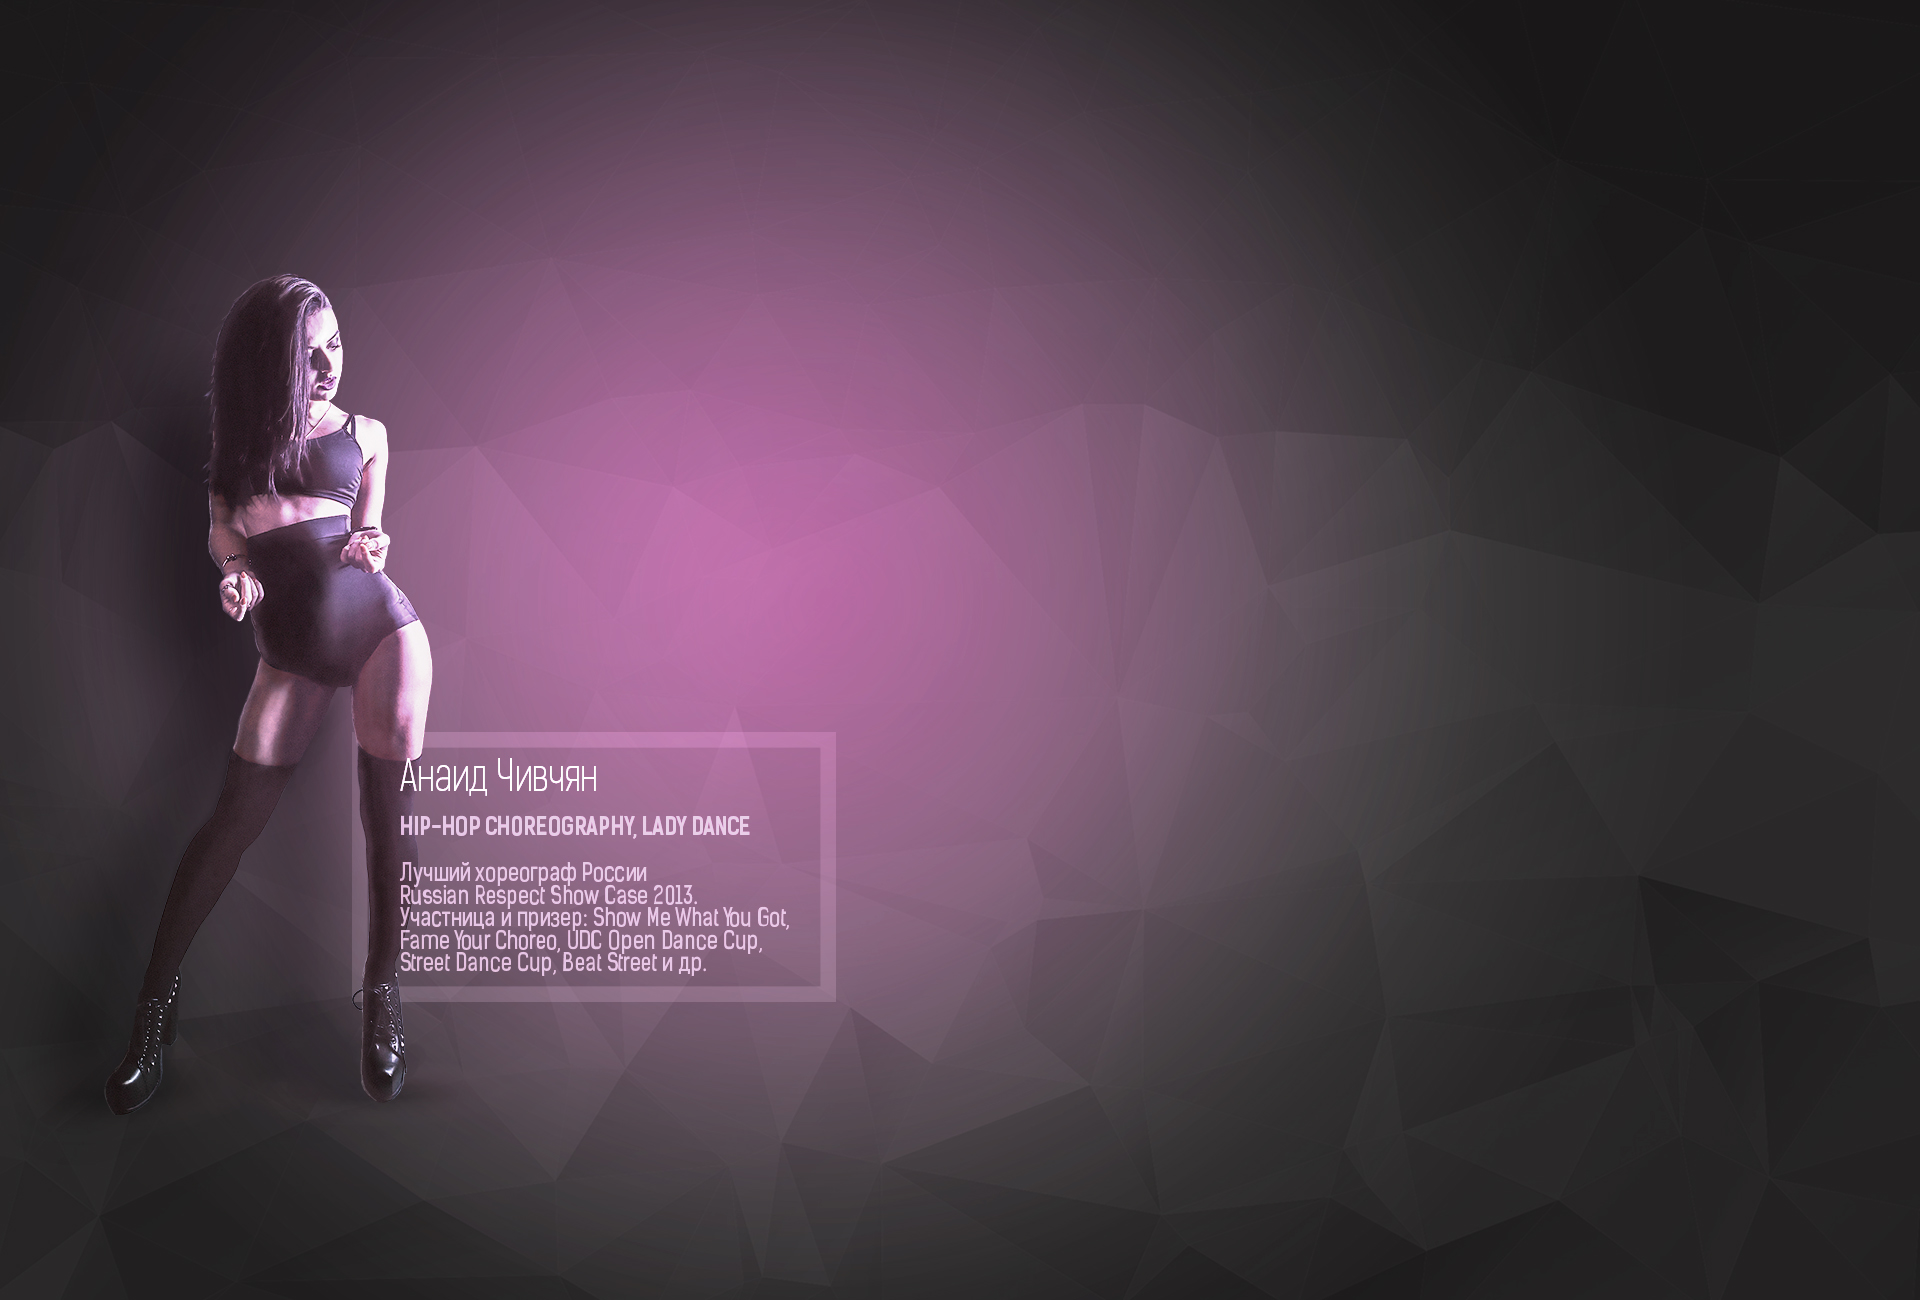 Анаид Чивчян
HIP-HOP CHOREOGRAPHY, LADY DANCE
Лучший хореограф России
Russian Respect Show Case 2013.
Участница и призер: Show Me What You Got,
Fame Your Choreo, UDC Open Dance Cup,
Street Dance Cup, Beat Street и др.